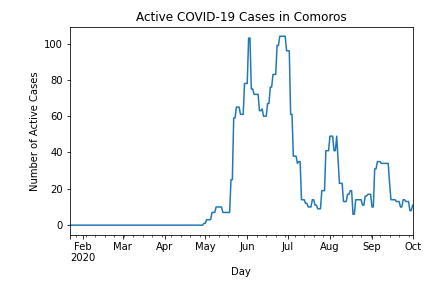 Active COVID-19 Cases in Comoros
Number of Active Cases
100
80
60
40
20
0
Feb Mar Apr May Jun Jul Aug Sep Oct
2020
Day